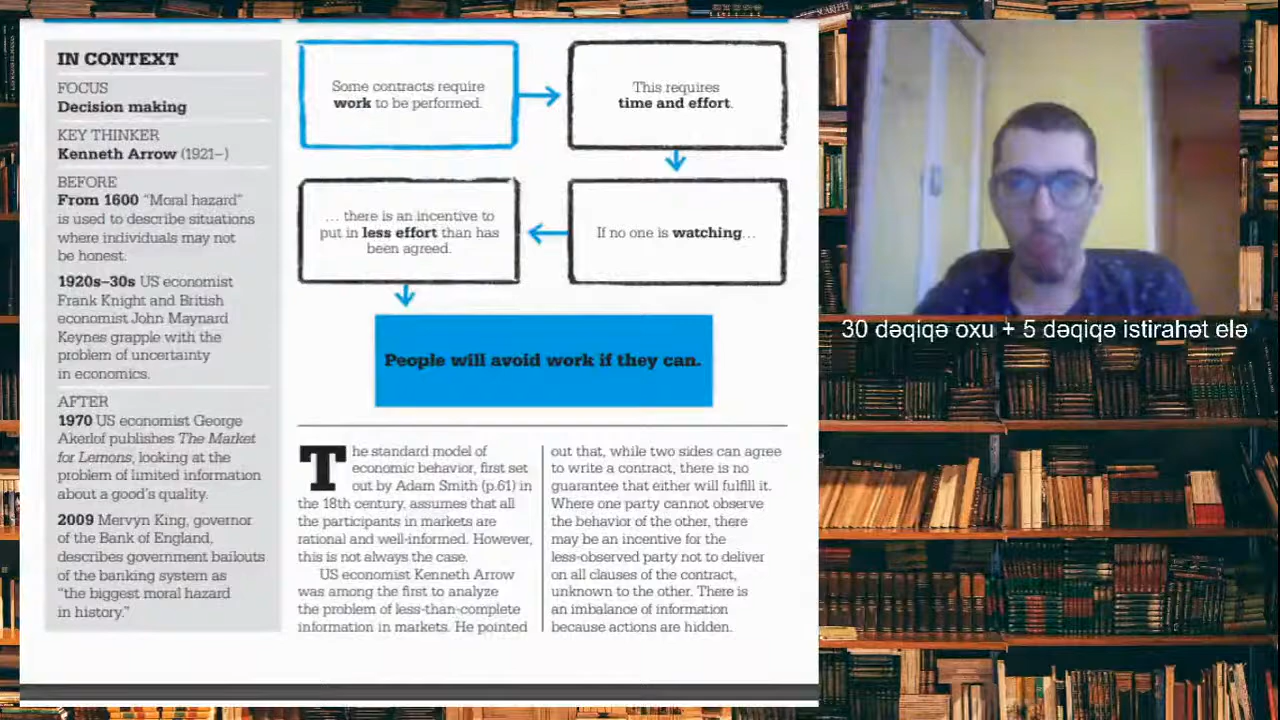 IN CONTEXT
FOCUS
Decision making
KEY THINKER
Kenneth Arrow (1921–)
BEFORE
From 1600 “Moral hazard”
is used to describe situations
where individuals may not
be honest.
1920s–30s US economist
Frank Knight and British
economist John Maynard
Keynes grapple with the
problem of uncertainty
in economics.
AFTER
1970 US economist George
Akerlof publishes The Market
for Lemons, looking at the
problem of limited information
about a good’s quality.
2009 Mervyn King, governor
of the Bank of England,
describes government bailouts
of the banking system as
“the biggest moral hazard
in history.”
Some contracts require
work to be performed.
This requires
time and effort.
If no one is watching…
… there is an incentive to
put in less effort than has
been agreed.
People will avoid work if they can.
The standard model of
economic behavior, first set
out by Adam Smith (p.61) in
the 18th century, assumes that all
the participants in markets are
rational and well-informed. However,
this is not always the case.
US economist Kenneth Arrow
was among the first to analyze
the problem of less-than-complete
information in markets. He pointed
out that, while two sides can agree
to write a contract, there is no
guarantee that either will fulfill it.
Where one party cannot observe
the behavior of the other, there
may be an incentive for the
less-observed party not to deliver
on all clauses of the contract,
unknown to the other. There is
an imbalance of information
because actions are hidden.
30 dəqiqə oxu + 5 dəqiqə istirahət elə